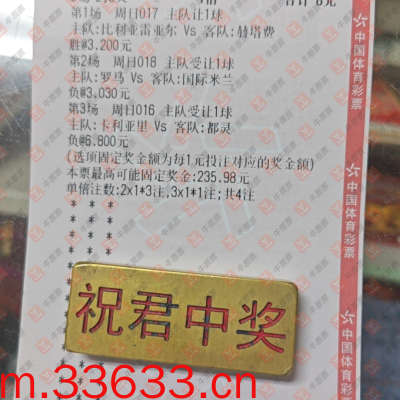 第1场 周日017 主队让1球
主队:比利亚雷亚尔 Vs 客队:赫塔费
胜@3.200元
第2场 周日018 主队受让1球
主队:罗马 Vs 客队:国际米兰
负@3.030元
第3场 周日016 主队受让1球
主队:卡利亚里 Vs 客队:都灵
负@6.800元
(选项固定奖金额为每1元投注对应的奖金额)
本票最高可能固定奖金:235.98元
单倍注数:2x1*3注,3x1*1注;共4注
祝君中奖
m.33633.cn
中国体育彩票
中国体育彩票
中国体育彩